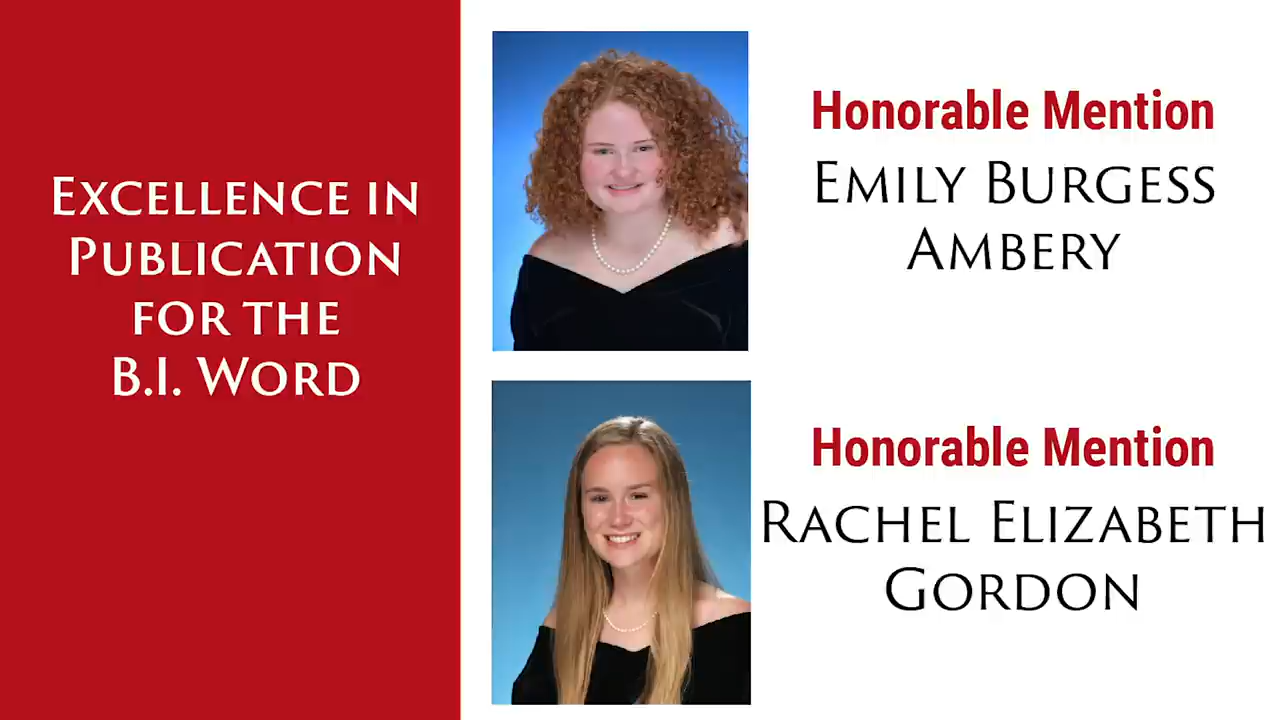 Excellence in
Publication
for the
B.I. Word
Honorable Mention
Emily Burgess
Ambery
Honorable Mention
Rachel Elizabeth
Gordon